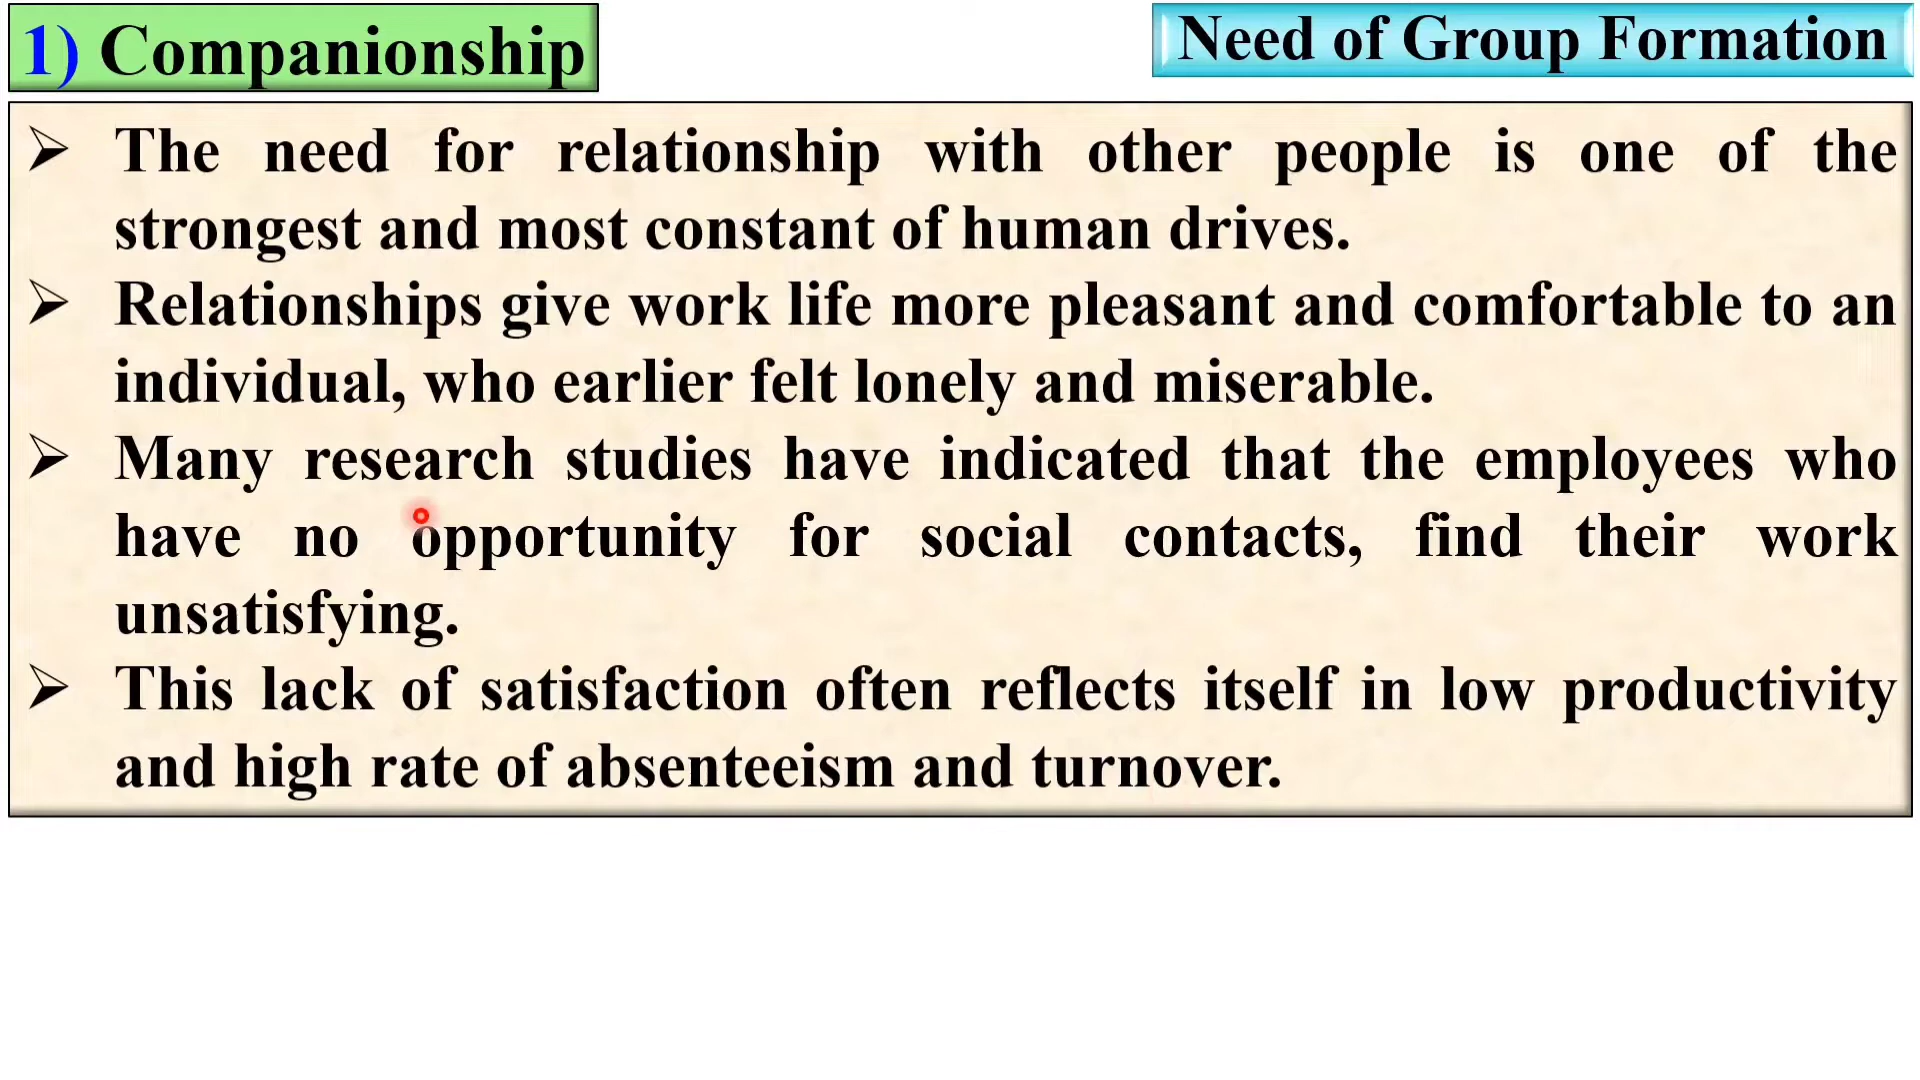 1) Companionship
Need of Group Formation
➢ The need for relationship with other people is one of the
strongest and most constant of human drives.
➢ Relationships give work life more pleasant and comfortable to an
individual, who earlier felt lonely and miserable.
➢ Many research studies have indicated that the employees who
have no opportunity for social contacts, find their work
unsatisfying.
➢ This lack of satisfaction often reflects itself in low productivity
and high rate of absenteeism and turnover.